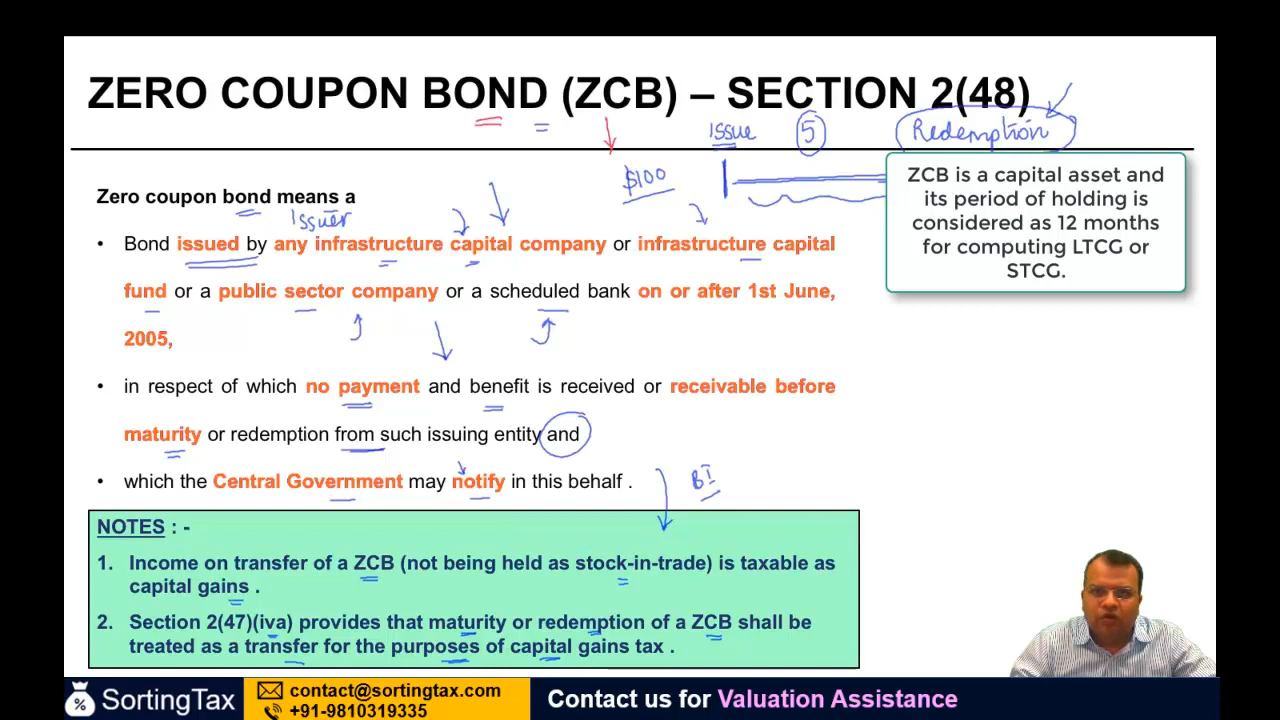 ZERO COUPON BOND (ZCB) – SECTION 2(48)
Issue 5 Redemption
$100
ZCB is a capital asset and
its period of holding is
considered as 12 months
for computing LTCG or
STCG.
Zero coupon bond means a
Issuer
• Bond issued by any infrastructure capital company or infrastructure capital
fund or a public sector company or a scheduled bank on or after 1st June,
2005,
• in respect of which no payment and benefit is received or receivable before
maturity or redemption from such issuing entity and
• which the Central Government may notify in this behalf .
BI
NOTES : -
1. Income on transfer of a ZCB (not being held as stock-in-trade) is taxable as
capital gains .
2. Section 2(47)(iva) provides that maturity or redemption of a ZCB shall be
treated as a transfer for the purposes of capital gains tax .
SortingTax
contact@sortingtax.com
+91-9810319335
Contact us for Valuation Assistance